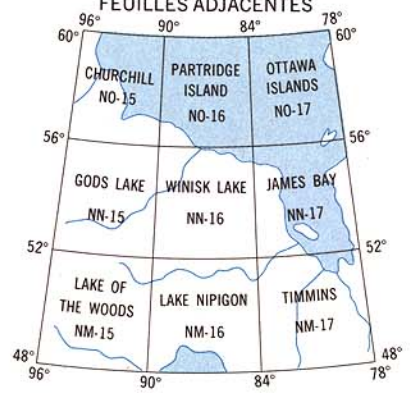 FEUILLES ADJACENTES
96° 90° 84° 78°
60° 60°
CHURCHILL
NO-15
PARTRIDGE
ISLAND
NO-16
OTTAWA
ISLANDS
NO-17
56° 56°
GODS LAKE
NN-15
WINISK LAKE
NN-16
JAMES BAY
NN-17
52° 52°
LAKE OF
THE WOODS
NM-15
LAKE NIPIGON
NM-16
TIMMINS
NM-17
48° 48°
96° 90° 84° 78°